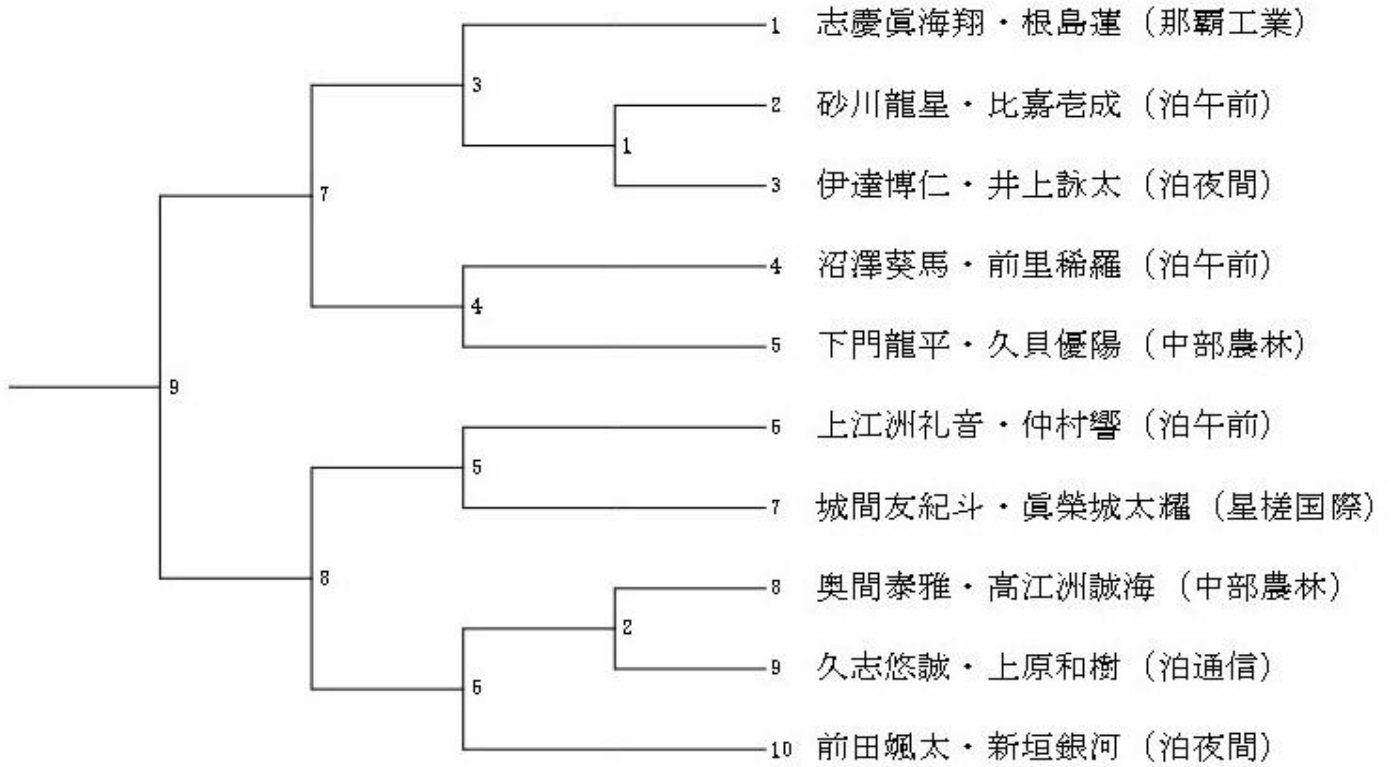 1 志慶眞海翔・根島蓮（那覇工業）
3
2 砂川龍星・比嘉壱成（泊午前）
1
3 伊達博仁・井上詠太（泊夜間）
7
4 沼澤葵馬・前里稀羅（泊午前）
4
5 下門龍平・久貝優陽（中部農林）
9
6 上江洲礼音・仲村響（泊午前）
5
7 城間友紀斗・眞榮城太耀（星槎国際）
8
8 奥間泰雅・高江洲誠海（中部農林）
2
9 久志悠誠・上原和樹（泊通信）
6
10 前田颯太・新垣銀河（泊夜間）